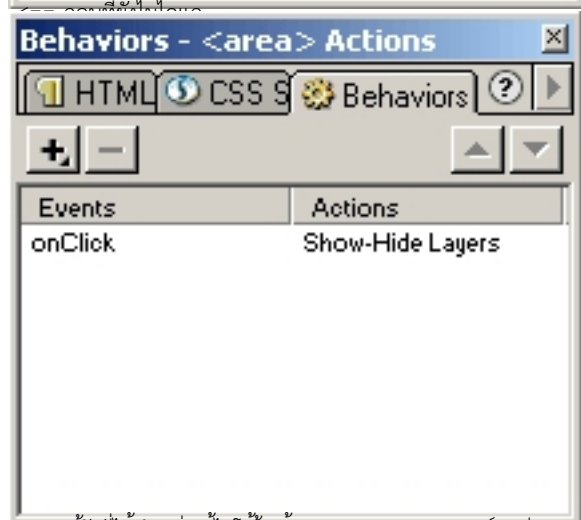 Behaviors - <area> Actions
HTML CSS S Behaviors
Events Actions
onClick Show-Hide Layers